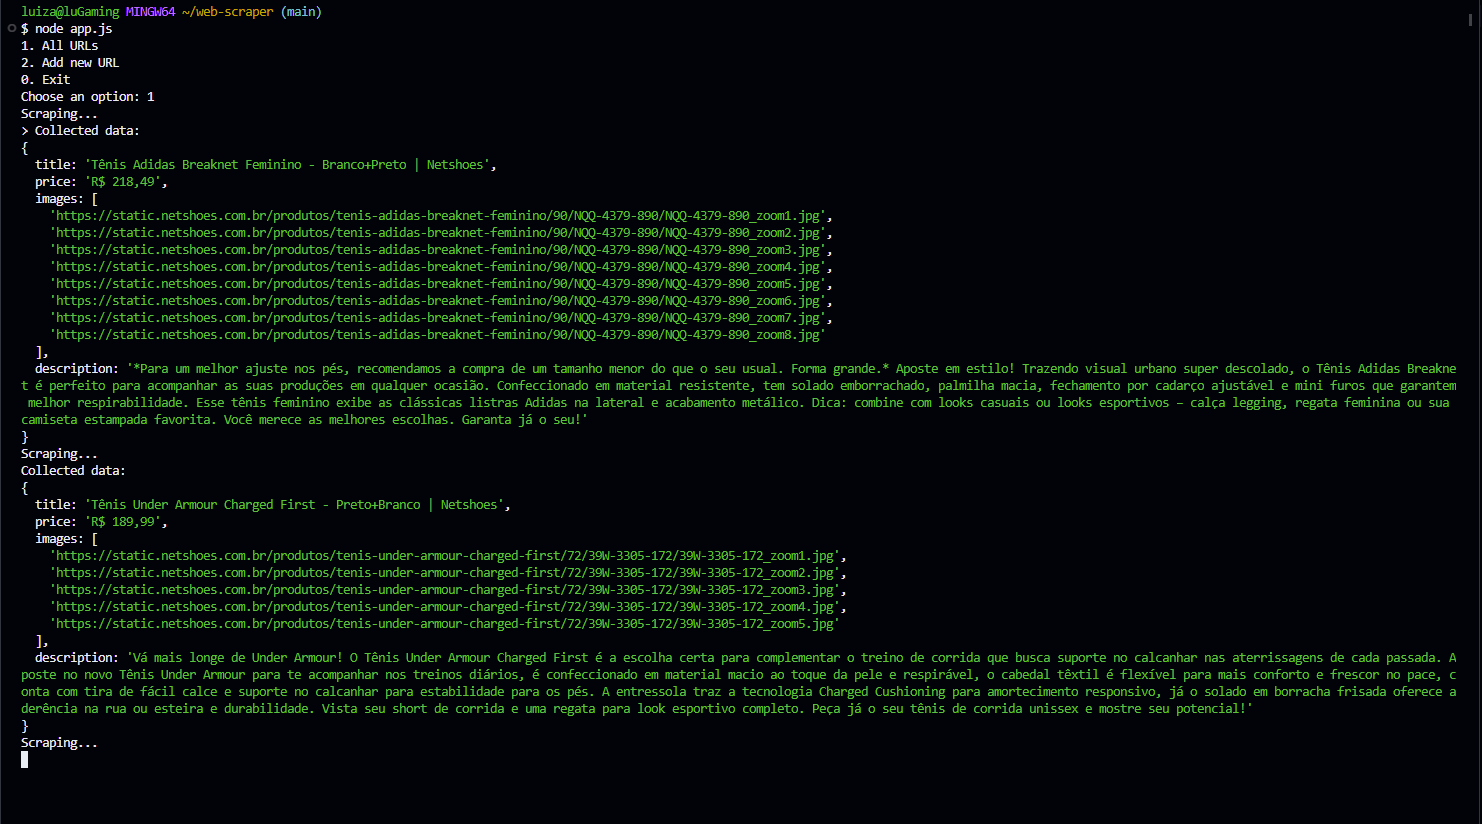 luiza@luGaming MINGW64 ~/web-scraper (main)
$ node app.js
1. All URLs
2. Add new URL
0. Exit
Choose an option: 1
Scraping...
> Collected data:
{
  title: 'Tênis Adidas Breaknet Feminino - Branco+Preto | Netshoes',
  price: 'R$ 218,49',
  images: [
    'https://static.netshoes.com.br/produtos/tenis-adidas-breaknet-feminino/90/NQQ-4379-890/NQQ-4379-890_zoom1.jpg',
    'https://static.netshoes.com.br/produtos/tenis-adidas-breaknet-feminino/90/NQQ-4379-890/NQQ-4379-890_zoom2.jpg',
    'https://static.netshoes.com.br/produtos/tenis-adidas-breaknet-feminino/90/NQQ-4379-890/NQQ-4379-890_zoom3.jpg',
    'https://static.netshoes.com.br/produtos/tenis-adidas-breaknet-feminino/90/NQQ-4379-890/NQQ-4379-890_zoom4.jpg',
    'https://static.netshoes.com.br/produtos/tenis-adidas-breaknet-feminino/90/NQQ-4379-890/NQQ-4379-890_zoom5.jpg',
    'https://static.netshoes.com.br/produtos/tenis-adidas-breaknet-feminino/90/NQQ-4379-890/NQQ-4379-890_zoom6.jpg',
    'https://static.netshoes.com.br/produtos/tenis-adidas-breaknet-feminino/90/NQQ-4379-890/NQQ-4379-890_zoom7.jpg',
    'https://static.netshoes.com.br/produtos/tenis-adidas-breaknet-feminino/90/NQQ-4379-890/NQQ-4379-890_zoom8.jpg'
  ],
  description: '*Para um melhor ajuste nos pés, recomendamos a compra de um tamanho menor do que o seu usual. Forma grande.* Aposte em estilo! Trazendo visual urbano super descolado, o Tênis Adidas Breakne
t é perfeito para acompanhar as suas produções em qualquer ocasião. Confeccionado em material resistente, tem solado emborrachado, palmilha macia, fechamento por cadarço ajustável e mini furos que garantem
 melhor respirabilidade. Esse tênis feminino exibe as clássicas listras Adidas na lateral e acabamento metálico. Dica: combine com looks casuais ou looks esportivos – calça legging, regata feminina ou sua
camiseta estampada favorita. Você merece as melhores escolhas. Garanta já o seu!'
}
Scraping...
Collected data:
{
  title: 'Tênis Under Armour Charged First - Preto+Branco | Netshoes',
  price: 'R$ 189,99',
  images: [
    'https://static.netshoes.com.br/produtos/tenis-under-armour-charged-first/72/39W-3305-172/39W-3305-172_zoom1.jpg',
    'https://static.netshoes.com.br/produtos/tenis-under-armour-charged-first/72/39W-3305-172/39W-3305-172_zoom2.jpg',
    'https://static.netshoes.com.br/produtos/tenis-under-armour-charged-first/72/39W-3305-172/39W-3305-172_zoom3.jpg',
    'https://static.netshoes.com.br/produtos/tenis-under-armour-charged-first/72/39W-3305-172/39W-3305-172_zoom4.jpg',
    'https://static.netshoes.com.br/produtos/tenis-under-armour-charged-first/72/39W-3305-172/39W-3305-172_zoom5.jpg'
  ],
  description: 'Vá mais longe de Under Armour! O Tênis Under Armour Charged First é a escolha certa para complementar o treino de corrida que busca suporte no calcanhar nas aterrissagens de cada passada. A
poste no novo Tênis Under Armour para te acompanhar nos treinos diários, é confeccionado em material macio ao toque da pele e respirável, o cabedal têxtil é flexível para mais conforto e frescor no pace, c
onta com tira de fácil calce e suporte no calcanhar para estabilidade para os pés. A entressola traz a tecnologia Charged Cushioning para amortecimento responsivo, já o solado em borracha frisada oferece a
derência na rua ou esteira e durabilidade. Vista seu short de corrida e uma regata para look esportivo completo. Peça já o seu tênis de corrida unissex e mostre seu potencial!'
}
Scraping...